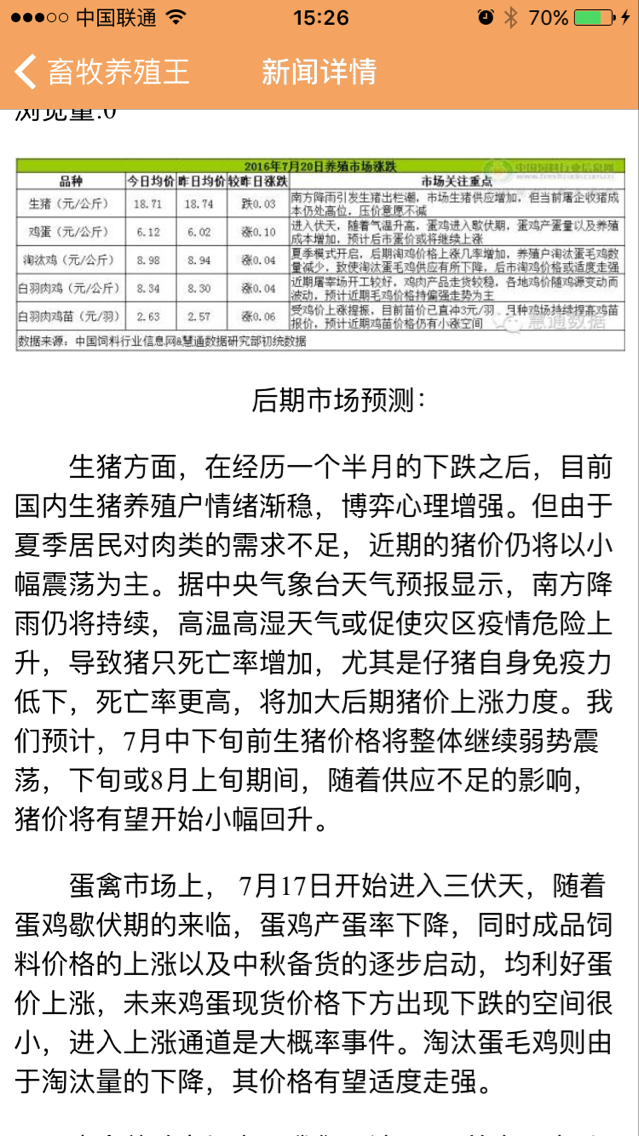 中国联通 15:26 70%
畜牧养殖王 新闻详情
浏览量:0
2016年7月20日养殖市场涨跌
中国饲料行业信息网
品种 今日均价 昨日均价 较昨日涨跌 市场关注重点
生猪（元/公斤） 18.71 18.74 跌0.03 南方降雨引发生猪出栏潮，市场生猪供应增加，但当前屠企收猪成
本仍处高位，压价意愿不减
鸡蛋（元/公斤） 6.12 6.02 涨0.10 进入伏天，随着气温升高，蛋鸡进入歇伏期，蛋鸡产蛋量以及养殖
成本增加，预计后市蛋价或将继续上涨
淘汰鸡（元/公斤） 8.98 8.94 涨0.04 夏季模式开启，后期淘鸡价格上涨几率增加，养殖户淘汰蛋毛鸡数
量减少，致使淘汰蛋毛鸡供应有所下降，后市淘鸡价格或适度走强
白羽肉鸡（元/公斤） 8.34 8.30 涨0.04 近期屠宰场开工较好，鸡肉产品走货较稳，各地鸡价随鸡源变动而
波动，预计近期毛鸡价格持偏强走势为主
白羽肉鸡苗（元/羽） 2.63 2.57 涨0.06 受鸡价上涨提振，目前苗价已直冲3元/羽，且种鸡场持续挺高鸡苗
报价，预计近期鸡苗价格仍有小涨空间
慧通数据
数据来源：中国饲料行业信息网&慧通数据研究部初统数据
后期市场预测：
生猪方面，在经历一个半月的下跌之后，目前
国内生猪养殖户情绪渐稳，博弈心理增强。但由于
夏季居民对肉类的需求不足，近期的猪价仍将以小
幅震荡为主。据中央气象台天气预报显示，南方降
雨仍将持续，高温高湿天气或促使灾区疫情危险上
升，导致猪只死亡率增加，尤其是仔猪自身免疫力
低下，死亡率更高，将加大后期猪价上涨力度。我
们预计，7月中下旬前生猪价格将整体继续弱势震
荡，下旬或8月上旬期间，随着供应不足的影响，
猪价将有望开始小幅回升。
蛋禽市场上， 7月17日开始进入三伏天，随着
蛋鸡歇伏期的来临，蛋鸡产蛋率下降，同时成品饲
料价格的上涨以及中秋备货的逐步启动，均利好蛋
价上涨，未来鸡蛋现货价格下方出现下跌的空间很
小，进入上涨通道是大概率事件。淘汰蛋毛鸡则由
于淘汰量的下降，其价格有望适度走强。